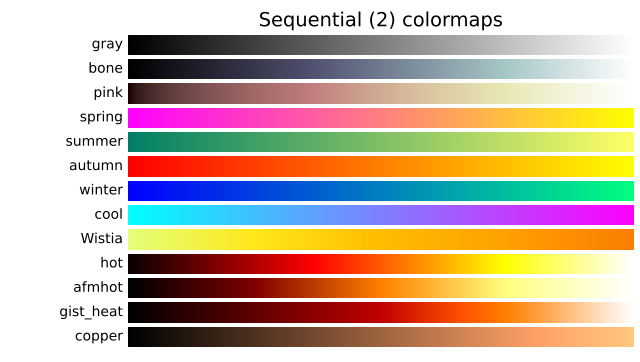 Sequential (2) colormaps
gray
bone
pink
spring
summer
autumn
winter
cool
Wistia
hot
afmhot
gist_heat
copper